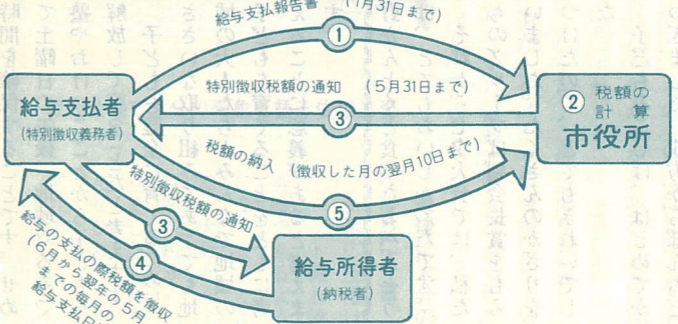 給与支払報告書 (1月31日まで)
①
特別徴収税額の通知 (5月31日まで)
③
給与支払者
(特別徴収義務者)
② 税額の
計算
市役所
税額の納入 (徴収した月の翌月10日まで)
⑤
特別徴収税額の通知
③
④
給与所得者
(納税者)
給与の支払の際税額を徴収
(6月から翌年の5月
までの毎月の
給与支払日